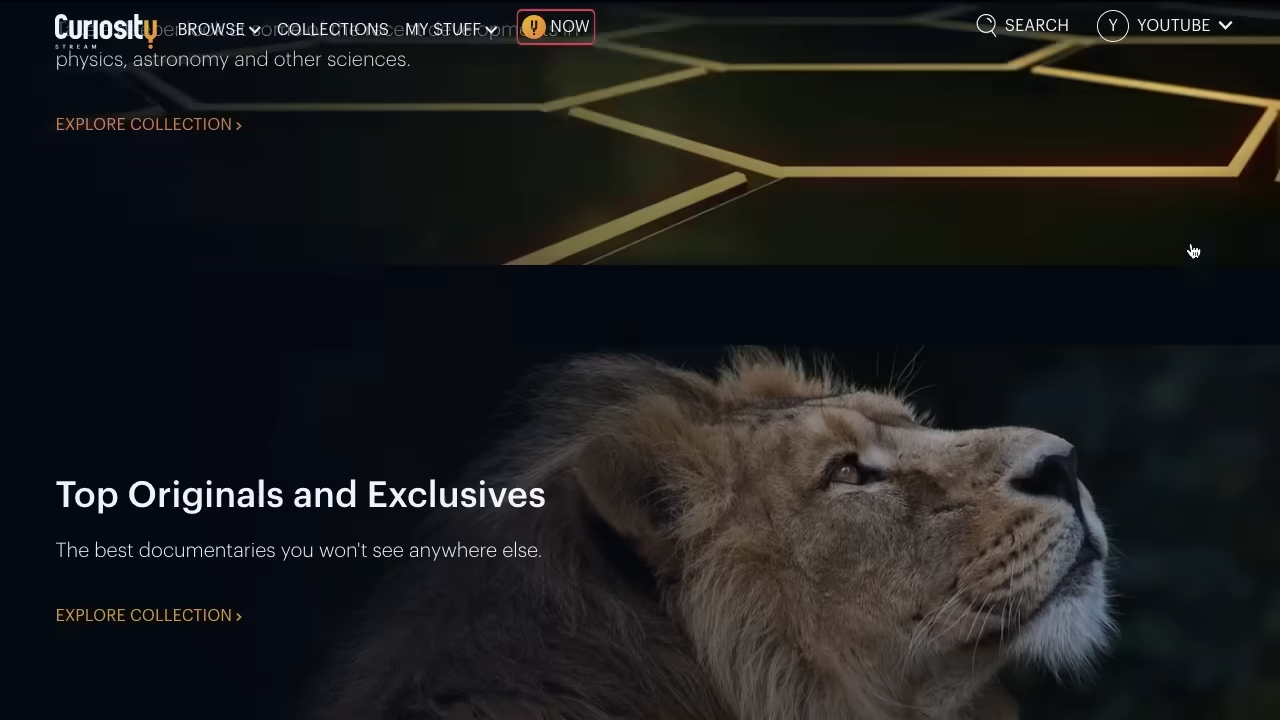 Curiosity
STREAM
BROWSE
COLLECTIONS
MY STUFF
NOW
SEARCH
Y YOUTUBE
physics, astronomy and other sciences.
EXPLORE COLLECTION >
Top Originals and Exclusives
The best documentaries you won't see anywhere else.
EXPLORE COLLECTION >